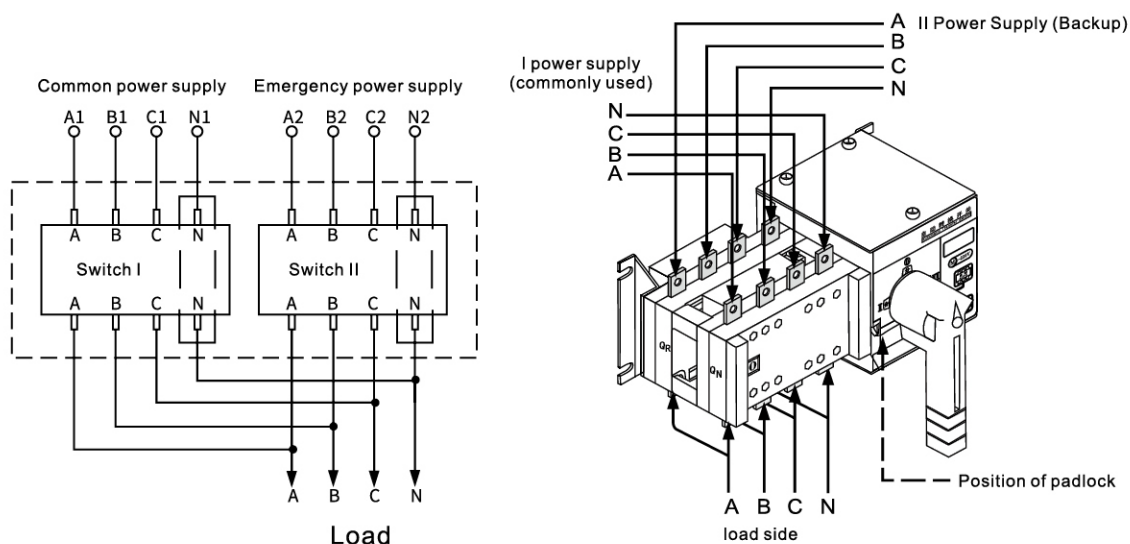 Common power supply
Emergency power supply
A1 B1 C1 N1
A2 B2 C2 N2
A B C N
A B C N
Switch I
Switch II
A B C N
A B C N
A B C N
Load
A II Power Supply (Backup)
B
C
N
I power supply
(commonly used)
N
C
B
A
QR
QN
Position of padlock
A B C N
load side